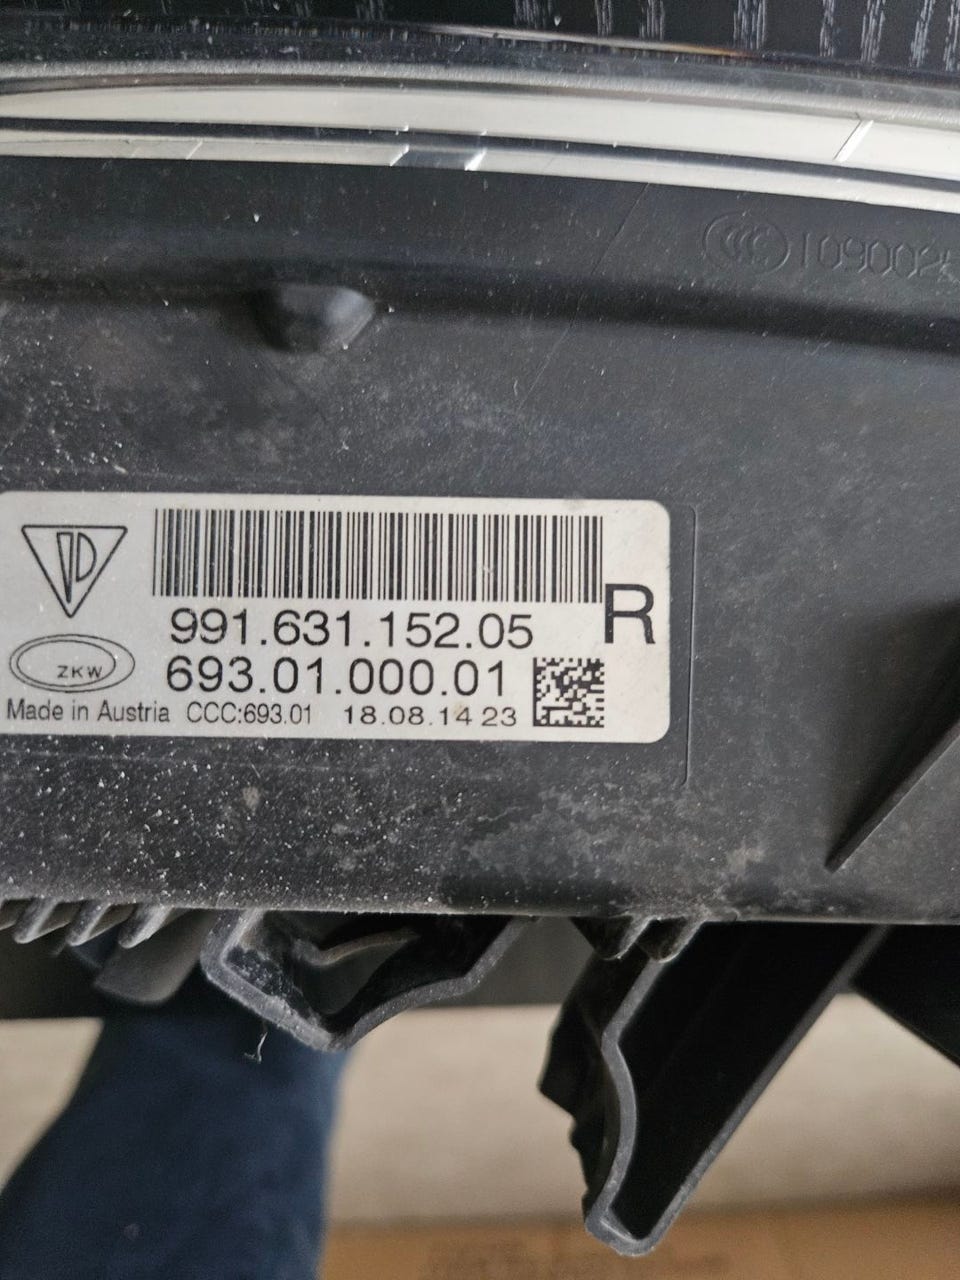 CCC
991.631.152.05
R
ZKW
693.01.000.01
Made in Austria CCC:693.01 18.08.14 23